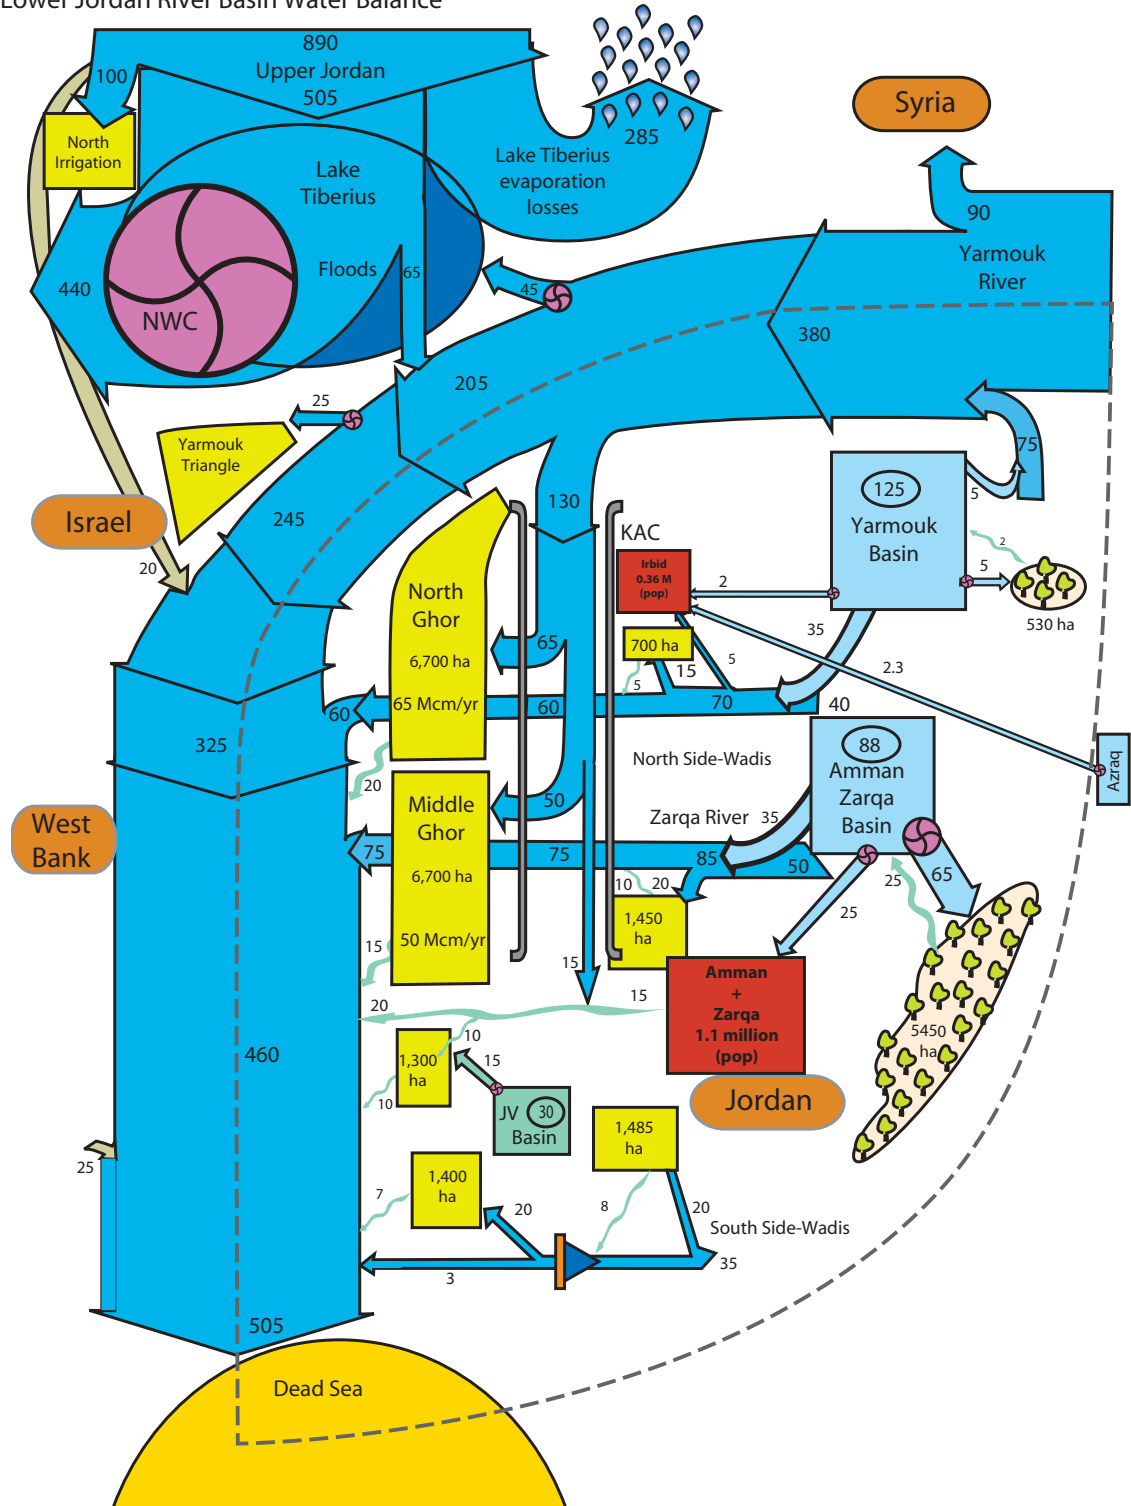 Lower Jordan River Basin Water Balance
890
Upper Jordan
505
100
North
Irrigation
285
Lake Tiberius
evaporation
losses
Syria
Lake
Tiberius
90
Yarmouk
River
Floods
65
440
NWC
45
380
205
25
Yarmouk
Triangle
75
130
125
Yarmouk
Basin
5
2
5
530 ha
Israel
245
20
KAC
Irbid
0.36 M
(pop)
2
North
Ghor
6,700 ha
65 Mcm/yr
65
700 ha
15
5
5
35
2.3
60
60
70
40
325
20
North Side-Wadis
88
Amman
Zarqa
Basin
Azraq
West
Bank
Middle
Ghor
6,700 ha
50 Mcm/yr
50
Zarqa River
35
75
75
85
50
65
10
20
25
25
1,450
ha
15
15
Amman
+
Zarqa
1.1 million
(pop)
15
20
10
5450
ha
460
1,300
ha
15
10
JV
30
Basin
Jordan
1,485
ha
25
1,400
ha
7
20
8
20
South Side-Wadis
35
3
505
Dead Sea